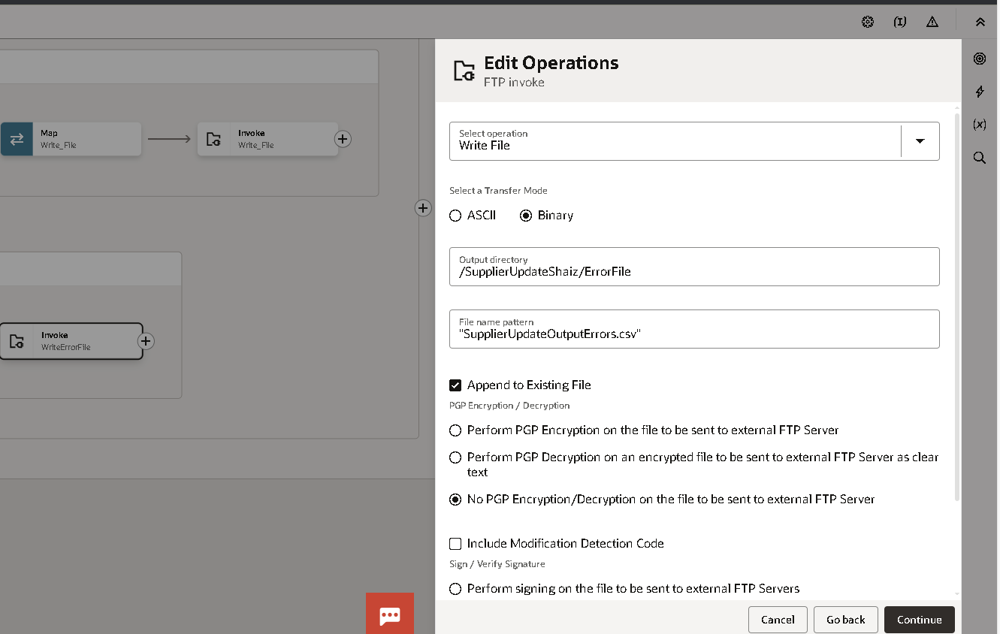 Edit Operations
FTP invoke
Map
Write_File
Invoke
Write_File
Invoke
WriteErrorFile
Select operation
Write File
Select a Transfer Mode
ASCII Binary
Output directory
/SupplierUpdateShaiz/ErrorFile
File name pattern
"SupplierUpdateOutputErrors.csv"
Append to Existing File
PGP Encryption / Decryption
Perform PGP Encryption on the file to be sent to external FTP Server
Perform PGP Decryption on an encrypted file to be sent to external FTP Server as clear
text
No PGP Encryption/Decryption on the file to be sent to external FTP Server
Include Modification Detection Code
Sign / Verify Signature
Perform signing on the file to be sent to external FTP Servers
Cancel Go back Continue